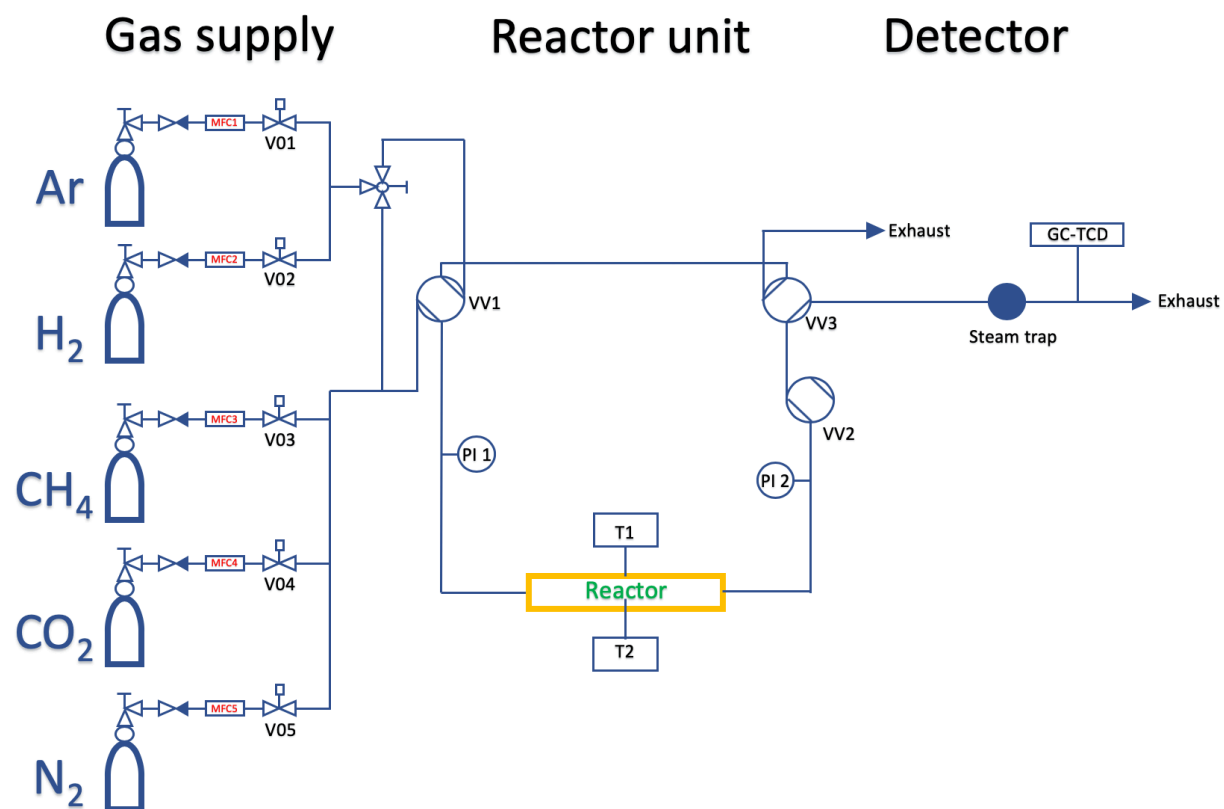 Gas supply
Reactor unit
Detector
MFC1
V01
Ar
Exhaust
GC-TCD
MFC2
V02
H2
VV1
VV3
Exhaust
Steam trap
MFC3
V03
VV2
CH4
PI 1
PI 2
T1
MFC4
V04
Reactor
CO2
T2
MFC5
V05
N2